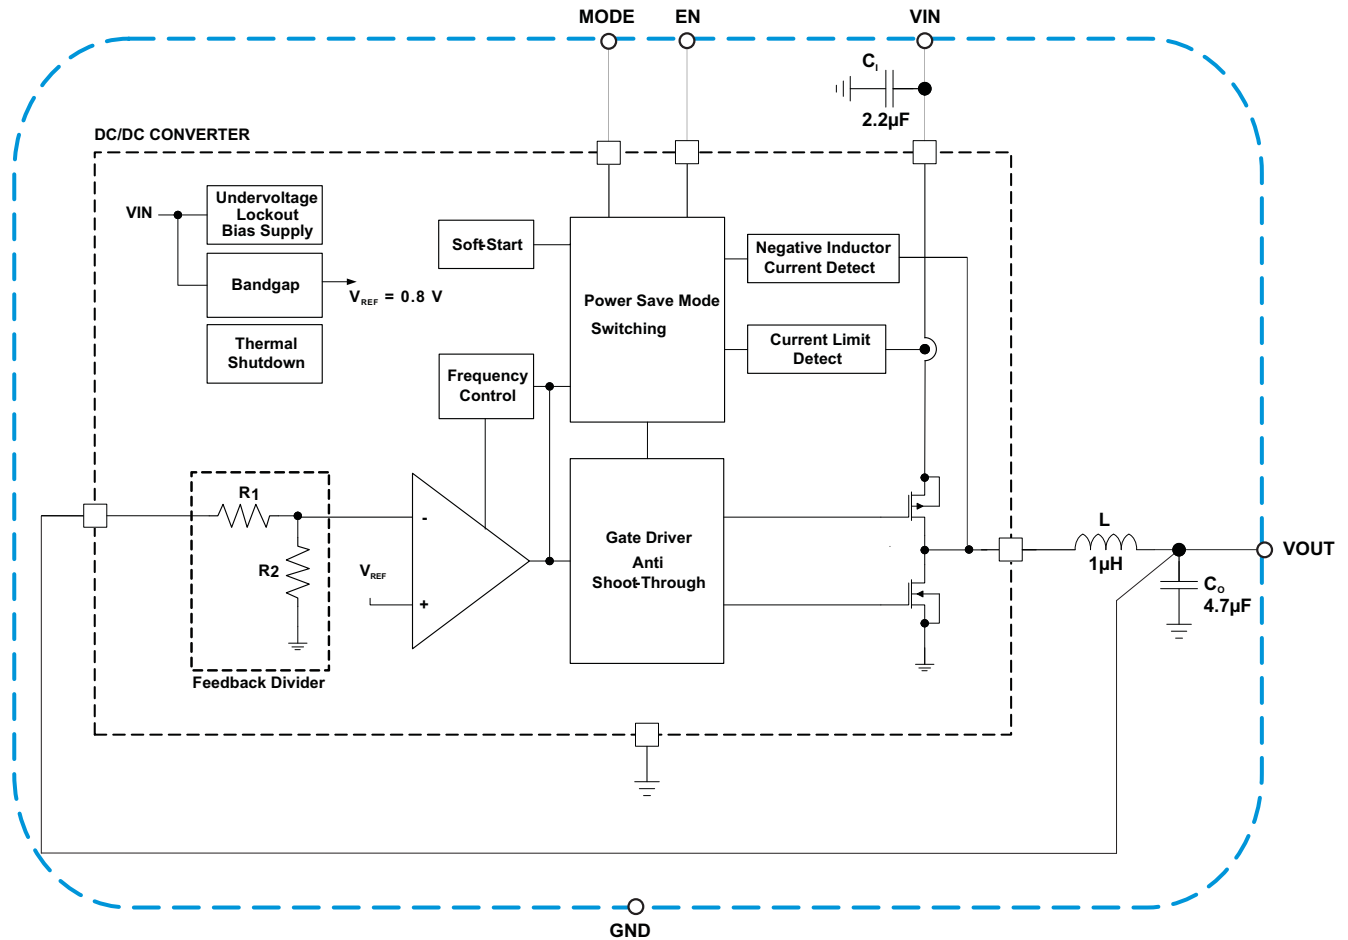 MODE
EN
VIN
CI
2.2µF
DC/DC CONVERTER
VIN
Undervoltage
Lockout
Bias Supply
Bandgap
VREF = 0.8 V
Thermal
Shutdown
Soft-Start
Power Save Mode
Switching
Negative Inductor
Current Detect
Current Limit
Detect
Frequency
Control
R1
R2
Feedback Divider
-
VREF
+
Gate Driver
Anti
Shoot-Through
L
1µH
VOUT
CO
4.7µF
GND